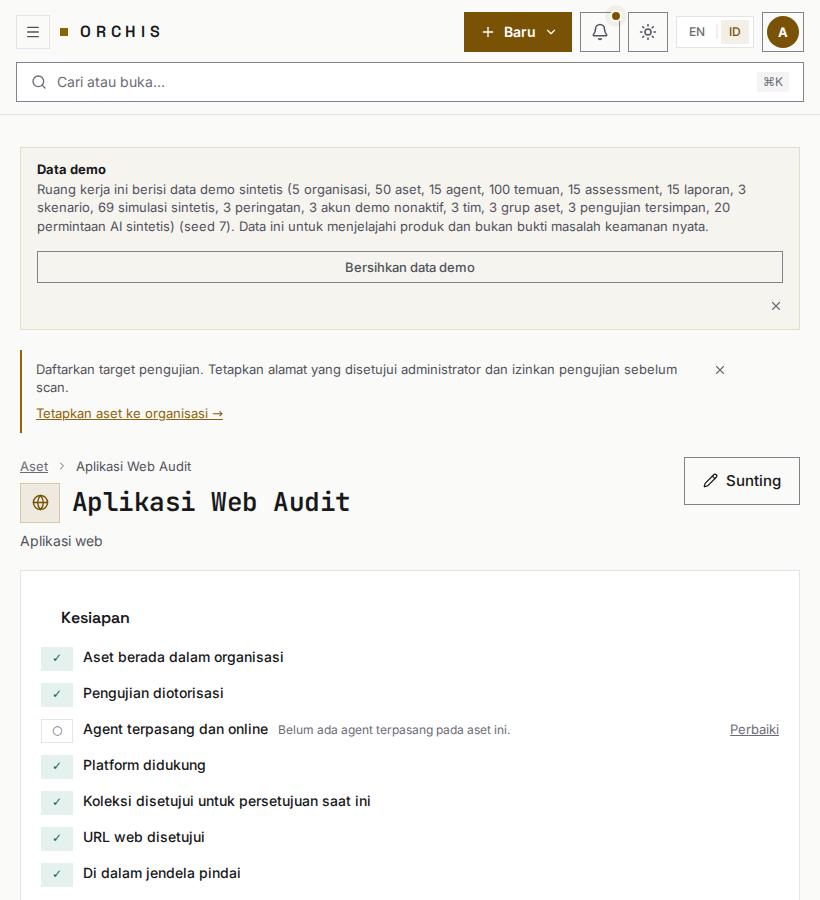 ORCHIS
Baru
EN
ID
A
Cari atau buka...
⌘K
Data demo
Ruang kerja ini berisi data demo sintetis (5 organisasi, 50 aset, 15 agent, 100 temuan, 15 assessment, 15 laporan, 3
skenario, 69 simulasi sintetis, 3 peringatan, 3 akun demo nonaktif, 3 tim, 3 grup aset, 3 pengujian tersimpan, 20
permintaan AI sintetis) (seed 7). Data ini untuk menjelajahi produk dan bukan bukti masalah keamanan nyata.
Bersihkan data demo
Daftarkan target pengujian. Tetapkan alamat yang disetujui administrator dan izinkan pengujian sebelum
scan.
Tetapkan aset ke organisasi →
Aset
Aplikasi Web Audit
Sunting
Aplikasi Web Audit
Aplikasi web
Kesiapan
✓ Aset berada dalam organisasi
✓ Pengujian diotorisasi
○ Agent terpasang dan online Belum ada agent terpasang pada aset ini. Perbaiki
✓ Platform didukung
✓ Koleksi disetujui untuk persetujuan saat ini
✓ URL web disetujui
✓ Di dalam jendela pindai